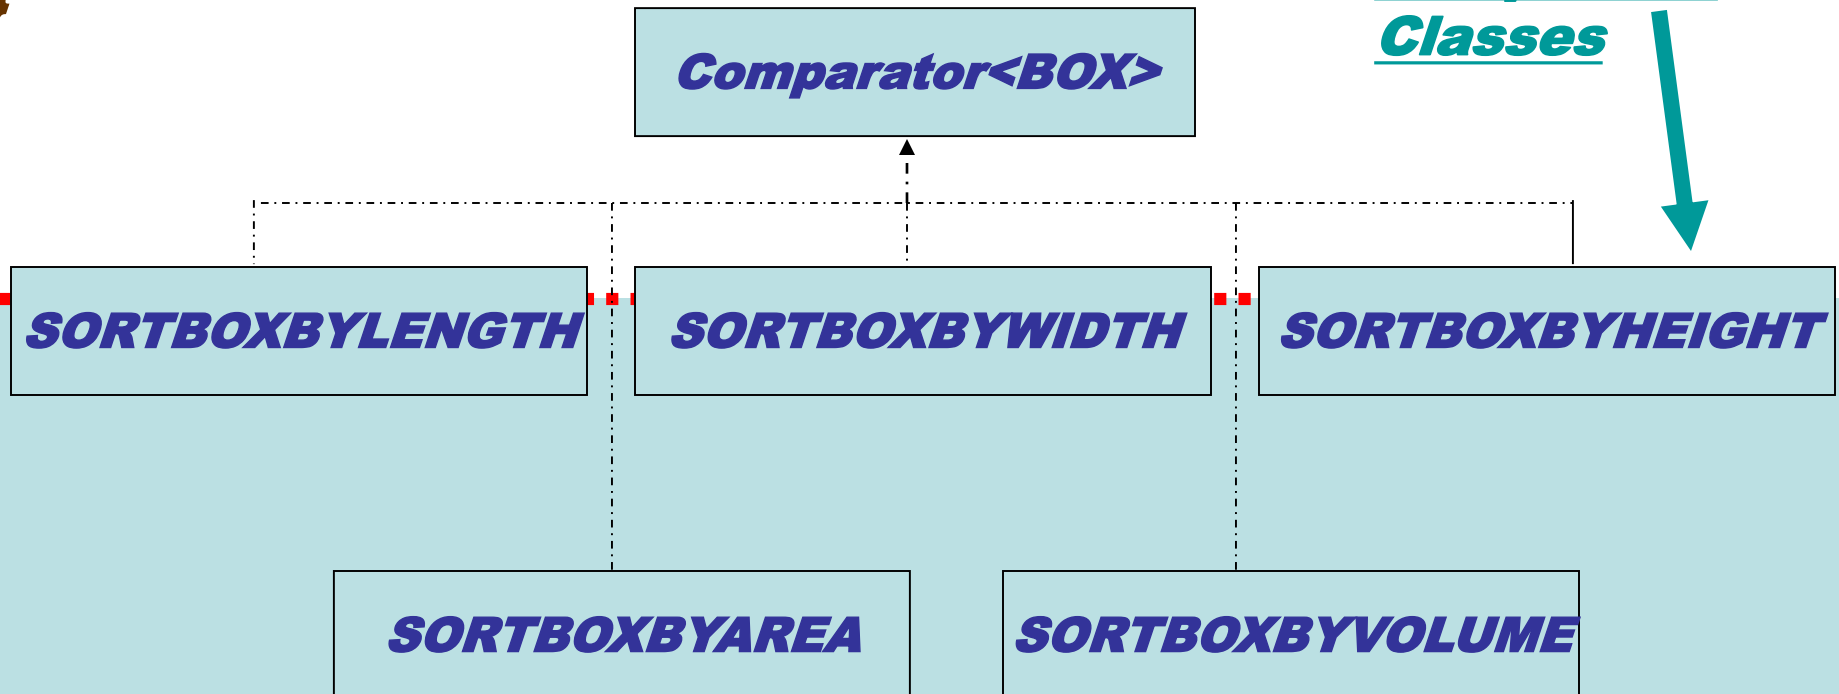 Classes
Comparator<BOX>
SORTBOXBYLENGTH
SORTBOXBYWIDTH
SORTBOXBYHEIGHT
SORTBOXBYAREA
SORTBOXBYVOLUME